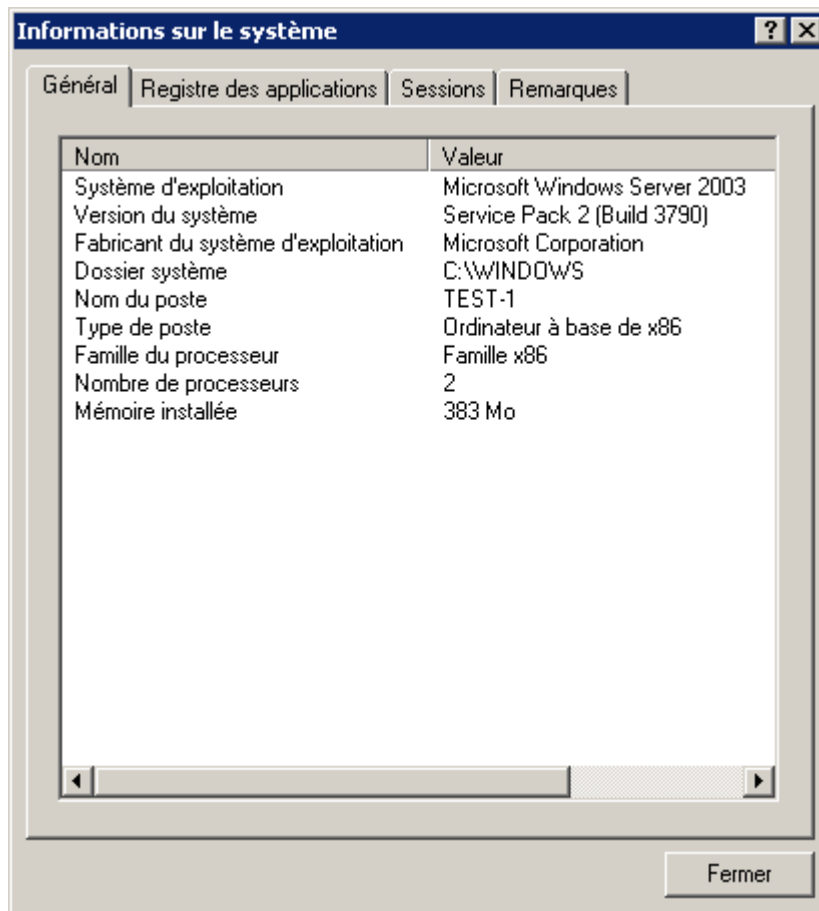 Informations sur le système
Général Registre des applications Sessions Remarques
Nom Valeur
Système d'exploitation Microsoft Windows Server 2003
Version du système Service Pack 2 (Build 3790)
Fabricant du système d'exploitation Microsoft Corporation
Dossier système C:\WINDOWS
Nom du poste TEST-1
Type de poste Ordinateur à base de x86
Famille du processeur Famille x86
Nombre de processeurs 2
Mémoire installée 383 Mo
Fermer